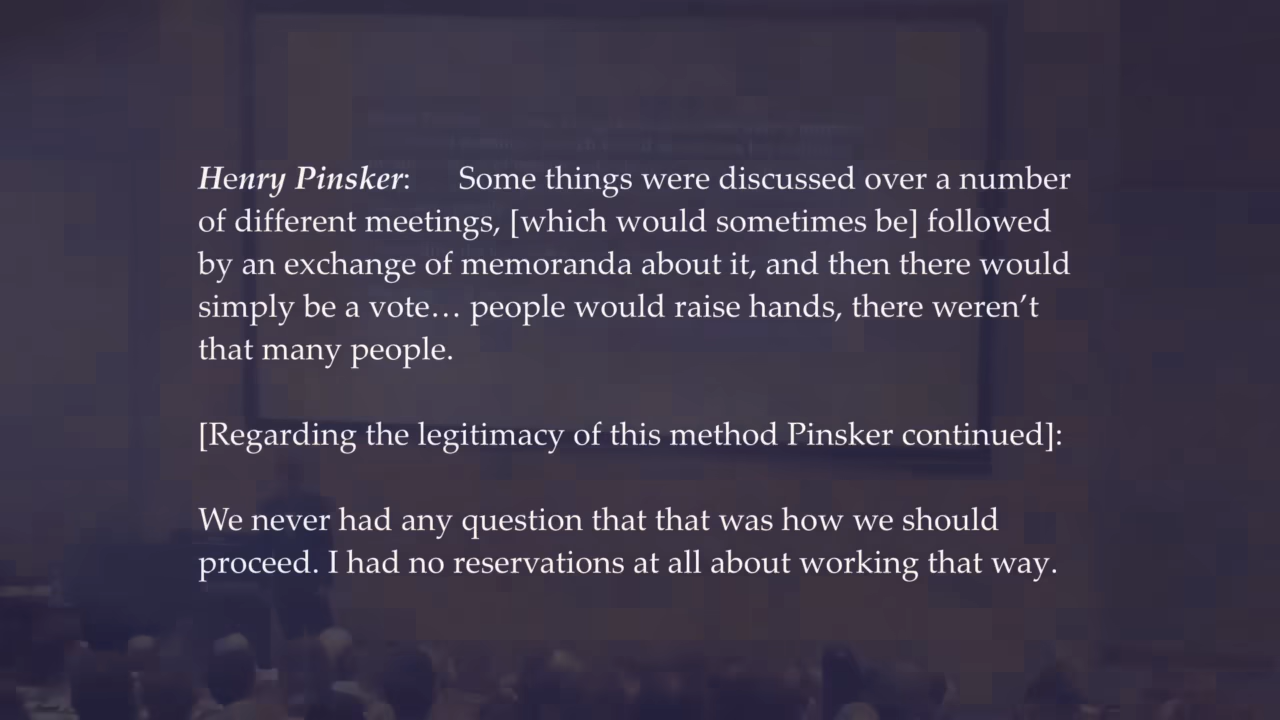 Henry Pinsker: Some things were discussed over a number
of different meetings, [which would sometimes be] followed
by an exchange of memoranda about it, and then there would
simply be a vote… people would raise hands, there weren’t
that many people.
[Regarding the legitimacy of this method Pinsker continued]:
We never had any question that that was how we should
proceed. I had no reservations at all about working that way.